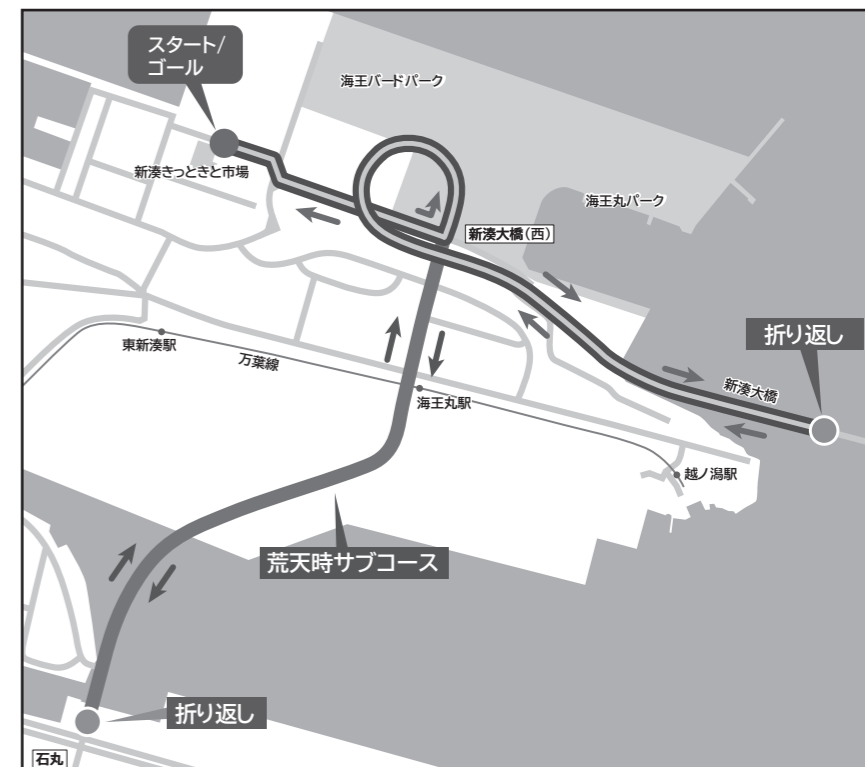 スタート/
ゴール
海王バードパーク
新湊きっときと市場
海王丸パーク
新湊大橋(西)
折り返し
東新湊駅
万葉線
新湊大橋
海王丸駅
越ノ潟駅
荒天時サブコース
折り返し
石丸